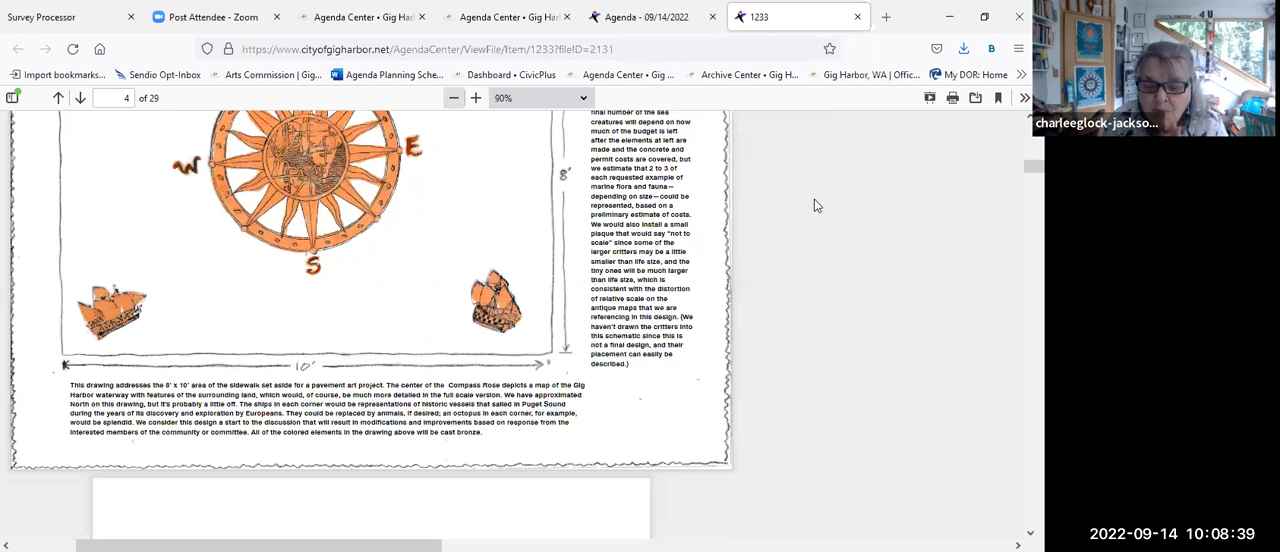 Survey Processor
Post Attendee - Zoom
Agenda Center • Gig Har
Agenda Center • Gig Har
Agenda - 09/14/2022
1233
https://www.cityofgigharbor.net/AgendaCenter/ViewFile/Item/1233?fileID=2131
Import bookmarks...
Sendio Opt-Inbox
Arts Commission | Gig...
Agenda Planning Sche...
Dashboard • CivicPlus
Agenda Center • Gig ...
Archive Center • Gig H...
Gig Harbor, WA | Offic...
My DOR: Home
4
of 29
90%
charleeglock-jackso...
W
E
S
8'
10'
final number of the sea
creatures will depend on how
much of the budget is left
after the elements at left are
made and the concrete and
permit costs are covered, but
we estimate that 2 to 3 of
each requested example of
marine flora and fauna—
depending on size—could be
represented, based on a
preliminary estimate of costs.
We would also install a small
plaque that would say "not to
scale" since some of the
larger critters may be a little
smaller than life size, and the
tiny ones will be much larger
than life size, which is
consistent with the distortion
of relative scale on the
antique maps that we are
referencing in this design. (We
haven't drawn the critters into
this schematic since this is
not a final design, and their
placement can easily be
described.)
This drawing addresses the 8' x 10' area of the sidewalk set aside for a pavement art project. The center of the Compass Rose depicts a map of the Gig
Harbor waterway with features of the surrounding land, which would, of course, be much more detailed in the full scale version. We have approximated
North on this drawing, but it's probably a little off. The ships in each corner would be representations of historic vessels that sailed in Puget Sound
during the years of its discovery and exploration by Europeans. They could be replaced by animals, if desired; an octopus in each corner, for example,
would be splendid. We consider this design a start to the discussion that will result in modifications and improvements based on response from the
interested members of the community or committee. All of the colored elements in the drawing above will be cast bronze.
2022-09-14 10:08:39